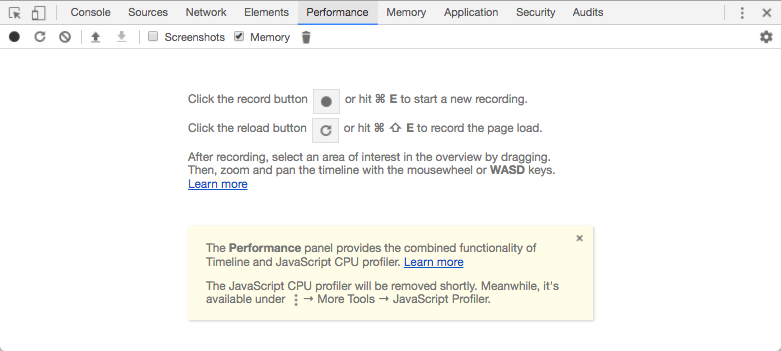 Console Sources Network Elements Performance Memory Application Security Audits
Screenshots Memory
Click the record button or hit ⌘ E to start a new recording.
Click the reload button or hit ⌘ ⇧ E to record the page load.
After recording, select an area of interest in the overview by dragging.
Then, zoom and pan the timeline with the mousewheel or WASD keys.
Learn more
The Performance panel provides the combined functionality of
Timeline and JavaScript CPU profiler. Learn more
The JavaScript CPU profiler will be removed shortly. Meanwhile, it's
available under ⋮ → More Tools → JavaScript Profiler.